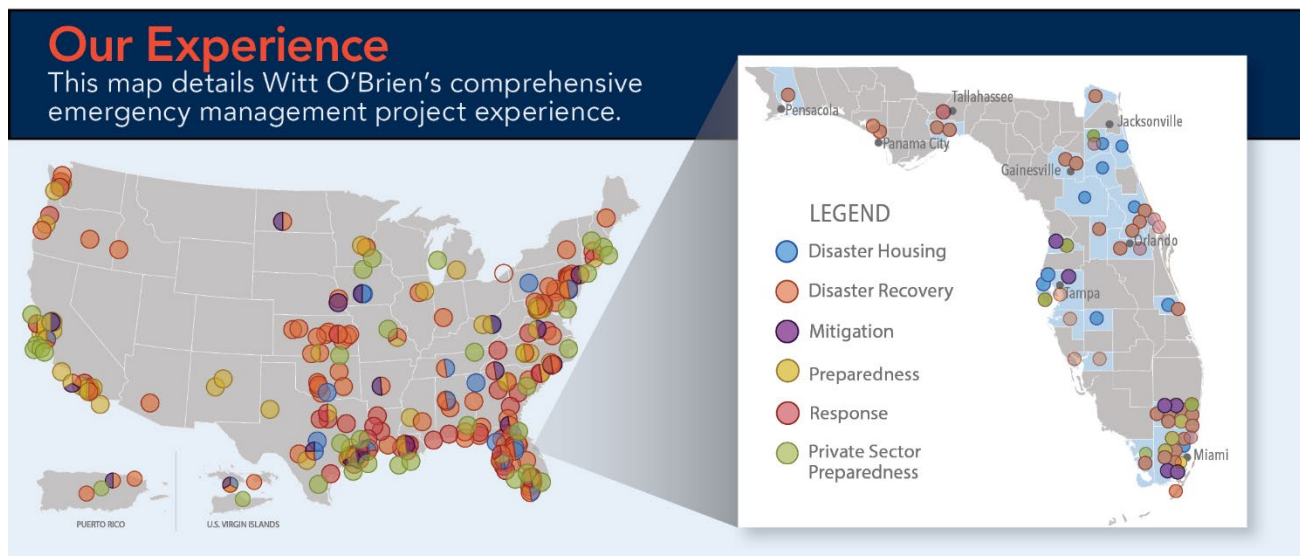 Our Experience
This map details Witt O’Brien’s comprehensive
emergency management project experience.
PUERTO RICO
U.S. VIRGIN ISLANDS
Pensacola
Tallahassee
Panama City
Jacksonville
Gainesville
Orlando
Tampa
Miami
LEGEND
Disaster Housing
Disaster Recovery
Mitigation
Preparedness
Response
Private Sector
Preparedness